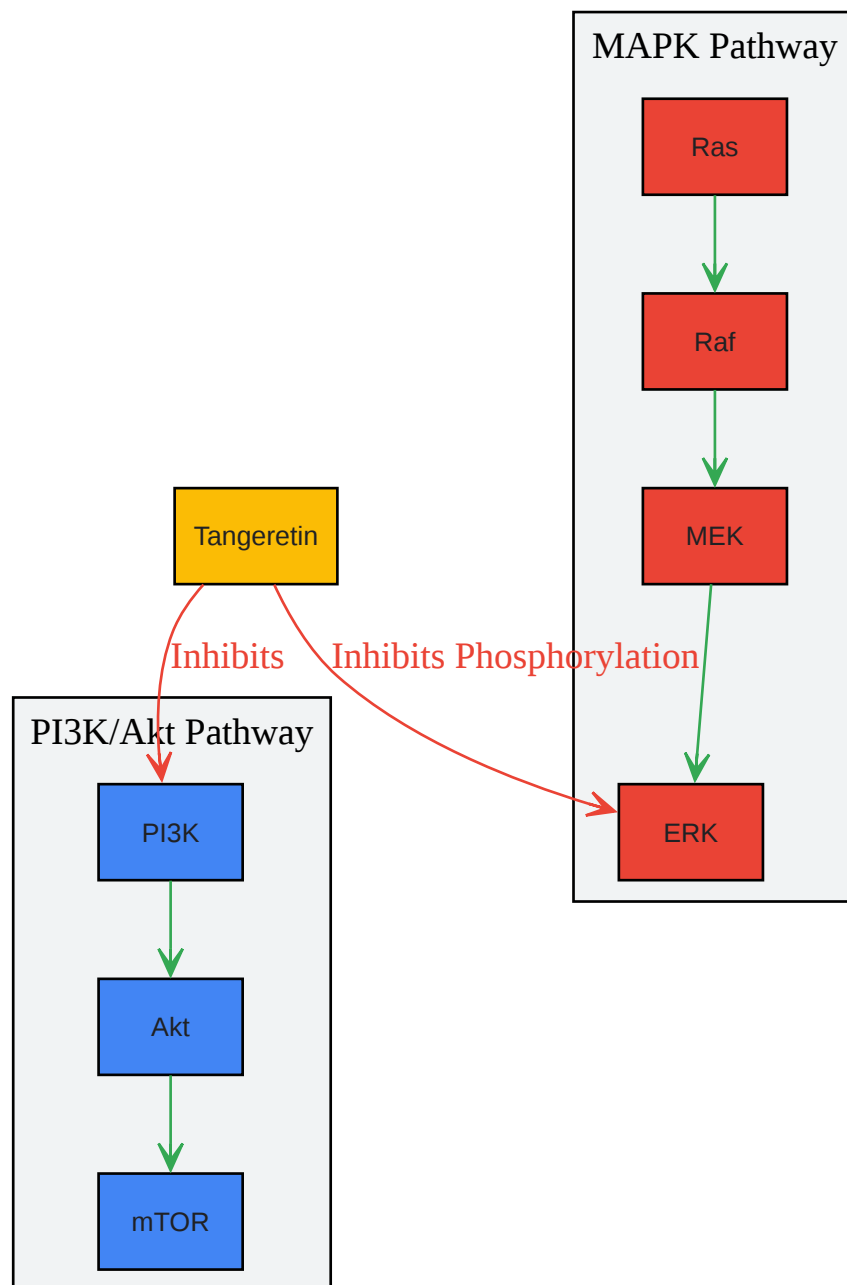 MAPK Pathway
Ras
Raf
Tangeretin
MEK
Inhibits
Inhibits Phosphorylation
PI3K/Akt Pathway
PI3K
ERK
Akt
mTOR